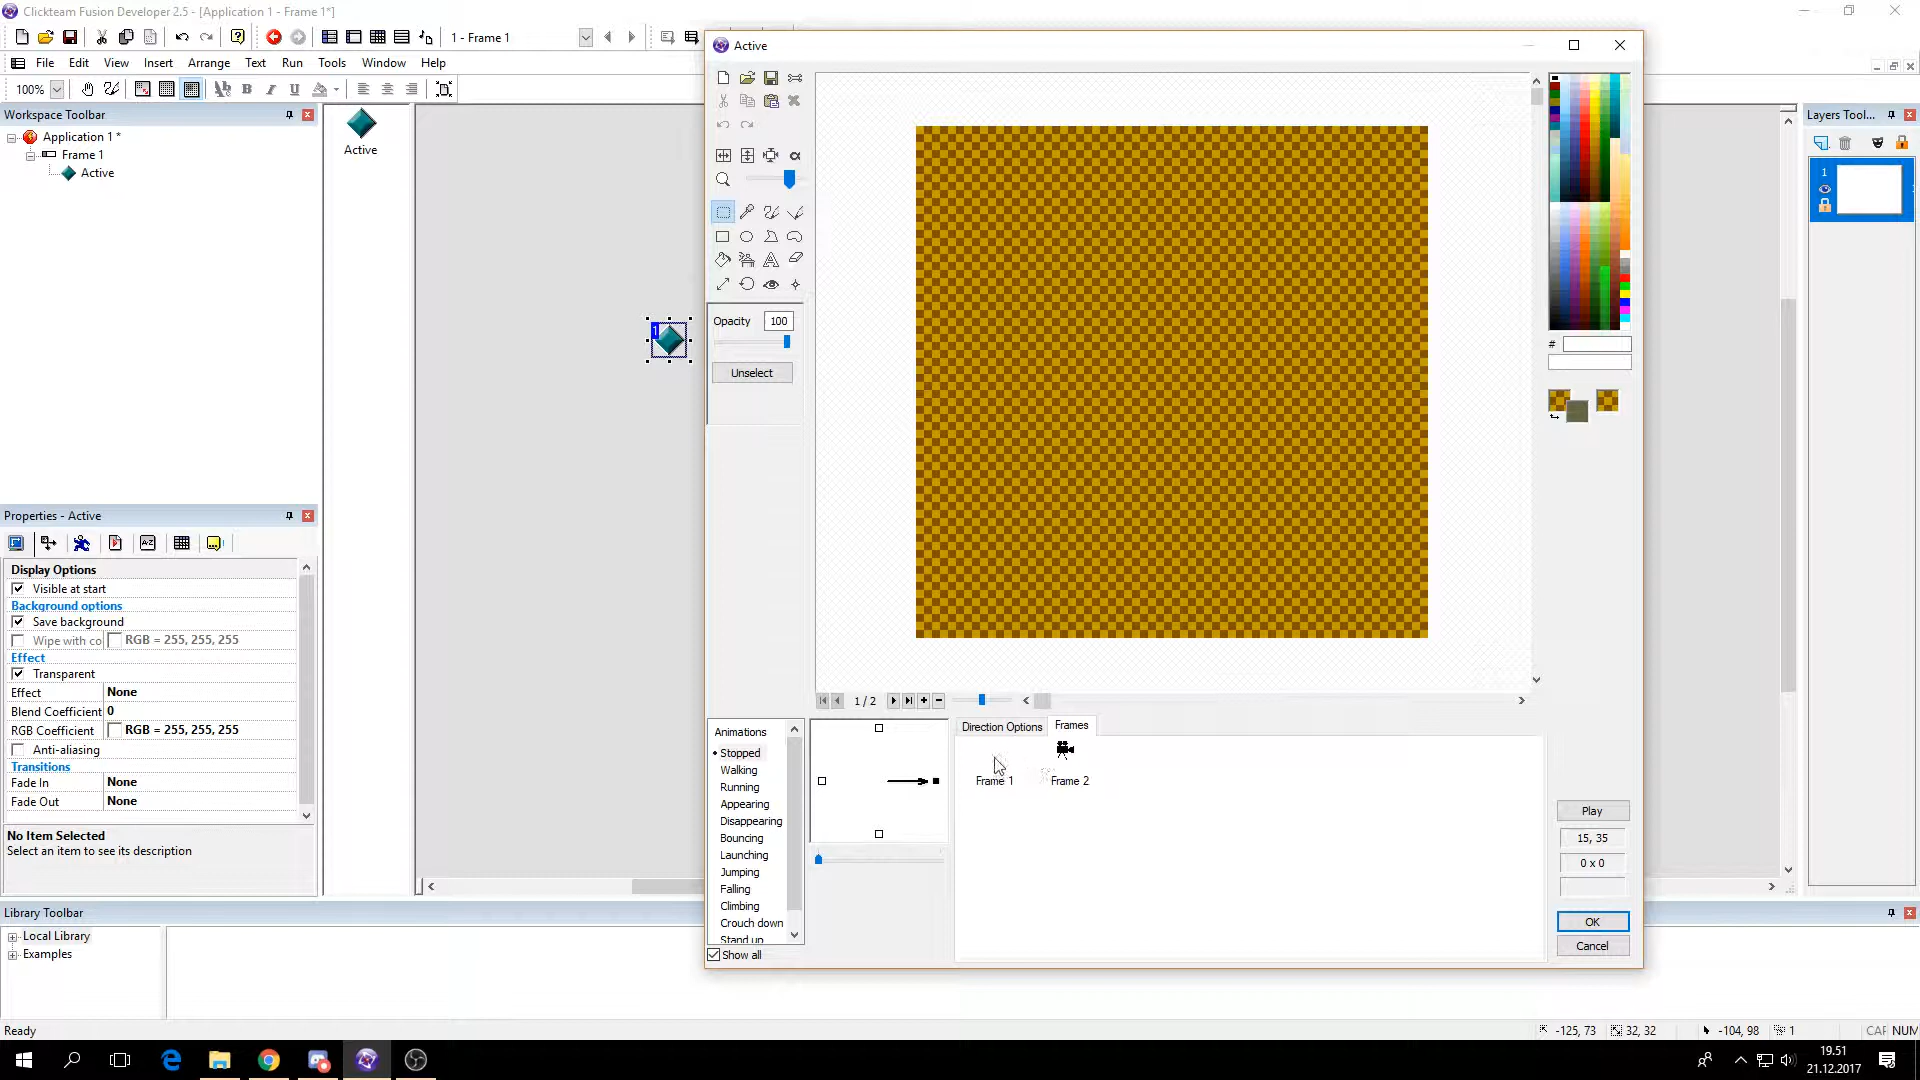 Clickteam Fusion Developer 2.5 - [Application 1 - Frame 1*]
1 - Frame 1
File Edit View Insert Arrange Text Run Tools Window Help
100%
Workspace Toolbar
Application 1 *
Frame 1
Active
Active
1
Properties - Active
Display Options
Visible at start
Background options
Save background
Wipe with co RGB = 255, 255, 255
Effect
Transparent
Effect None
Blend Coefficient 0
RGB Coefficient RGB = 255, 255, 255
Anti-aliasing
Transitions
Fade In None
Fade Out None
No Item Selected
Select an item to see its description
Library Toolbar
Local Library
Examples
Ready
Active
Opacity 100
Unselect
#
1 / 2
Animations
Stopped
Walking
Running
Appearing
Disappearing
Bouncing
Launching
Jumping
Falling
Climbing
Crouch down
Stand up
Show all
Direction Options Frames
Frame 1 Frame 2
Play
15, 35
0 x 0
OK
Cancel
Layers Tool...
1
-125, 73 32, 32 -104, 98 1 CAP NUM
19.51
21.12.2017